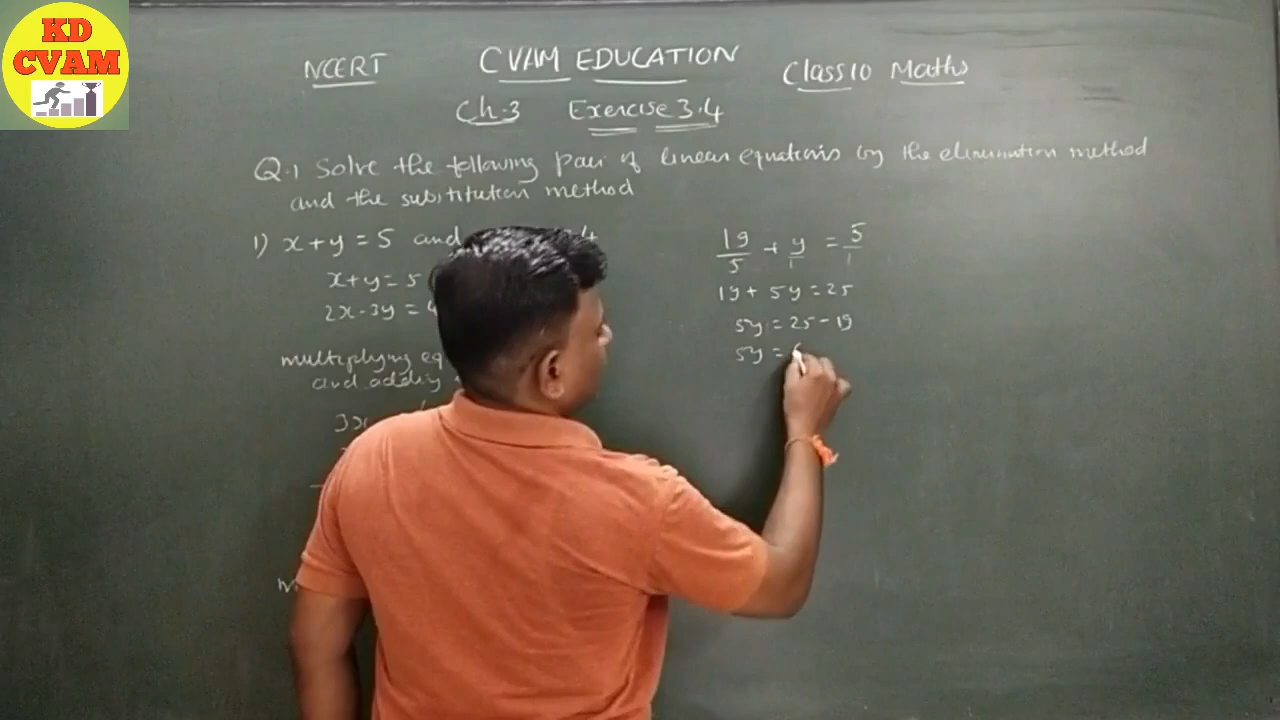 KD
CVAM
NCERT CVAM EDUCATION Class 10 Maths
Ch-3 Exercise 3.4
Q.1 Solve the following pair of linear equations by the elimination method
and the substitution method
1) x+y = 5 and
x+y = 5
2x-3y = 4
multiplying eq
and adding
3x
19/5 + y/1 = 5/1
19 + 5y = 25
5y = 25 - 19
5y =